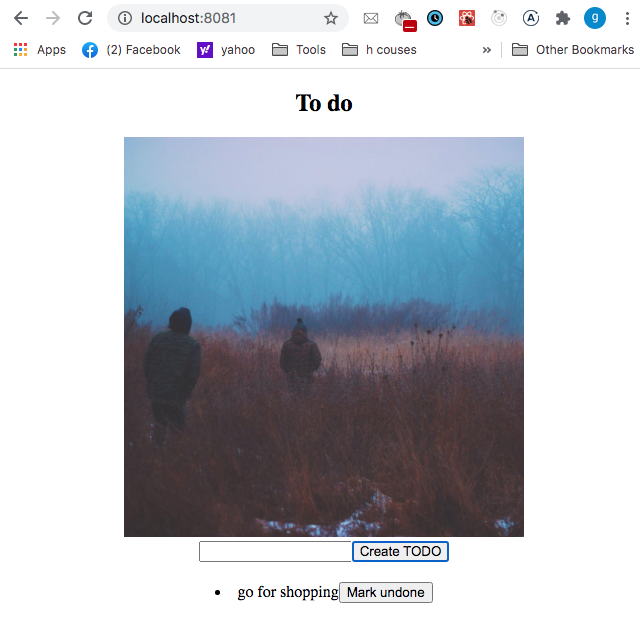 localhost:8081
g
Apps (2) Facebook y! yahoo Tools h couses » Other Bookmarks
To do
Create TODO
go for shopping Mark undone